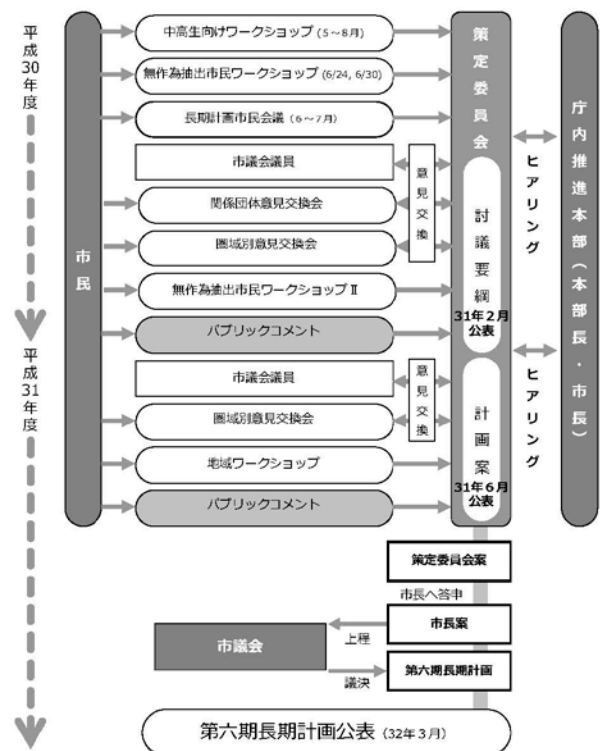 平成30年度
平成31年度
市民
中高生向けワークショップ(5～8月)
無作為抽出市民ワークショップ(6/24, 6/30)
長期計画市民会議(6～7月)
市議会議員
関係団体意見交換会
圏域別意見交換会
無作為抽出市民ワークショップⅡ
パブリックコメント
市議会議員
圏域別意見交換会
地域ワークショップ
パブリックコメント
意見交換
意見交換
策定委員会
討議要綱
31年2月
公表
計画案
31年6月
公表
ヒアリング
ヒアリング
庁内推進本部(本部長・市長)
策定委員会案
市長へ答申
市長案
上程
市議会
議決
第六期長期計画
第六期長期計画公表(32年3月)